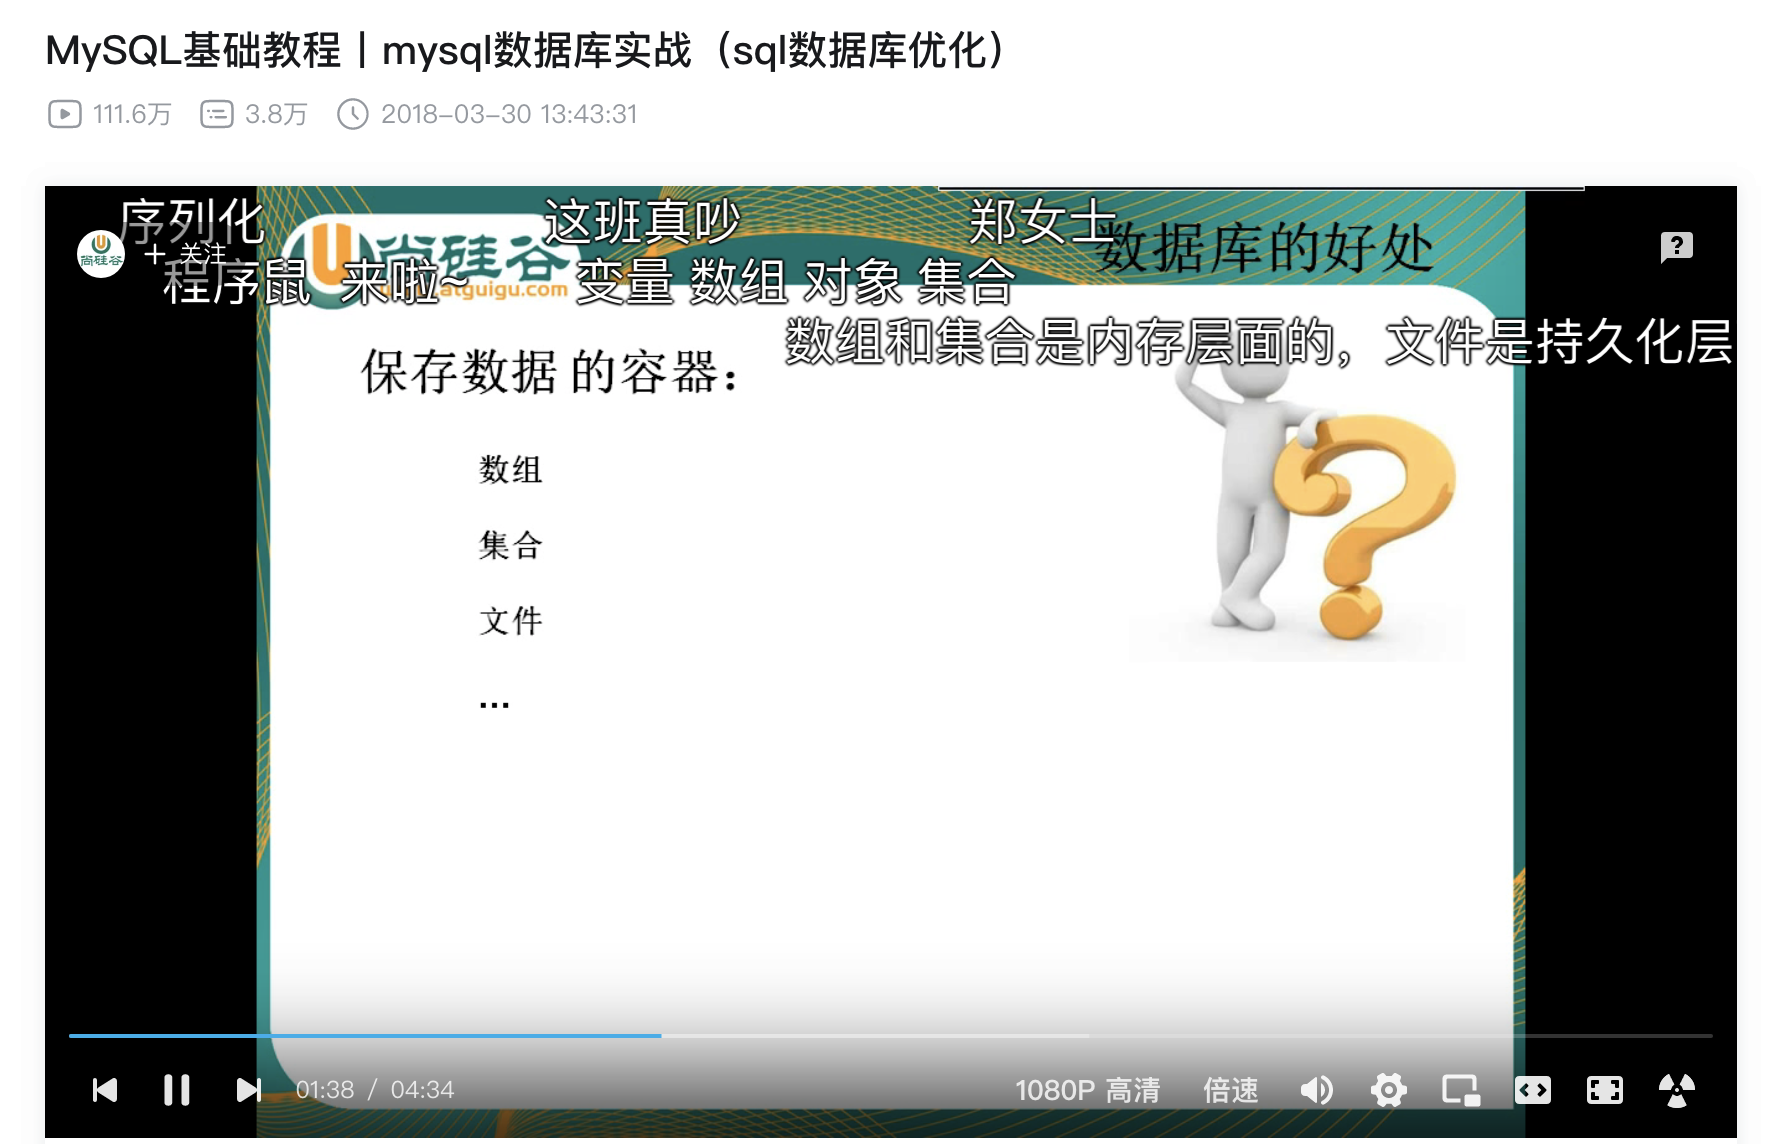 MySQL基础教程丨mysql数据库实战（sql数据库优化）
111.6万 3.8万 2018-03-30 13:43:31
序列化 这班真吵 郑女士
数据库的好处
尚硅谷 + 关注
尚硅谷
程序鼠 来啦~ 变量 数组 对象 集合
atguigu.com
数组和集合是内存层面的，文件是持久化层
保存数据 的容器：
数组
集合
文件
...
01:38 / 04:34 1080P 高清 倍速